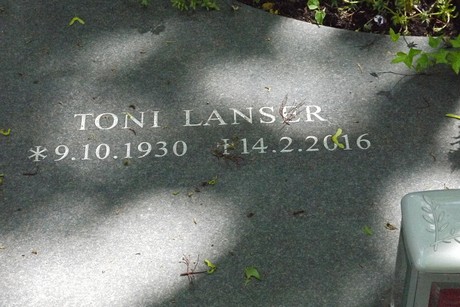 TONI LANSER
* 9.10.1930 † 14.2.2016